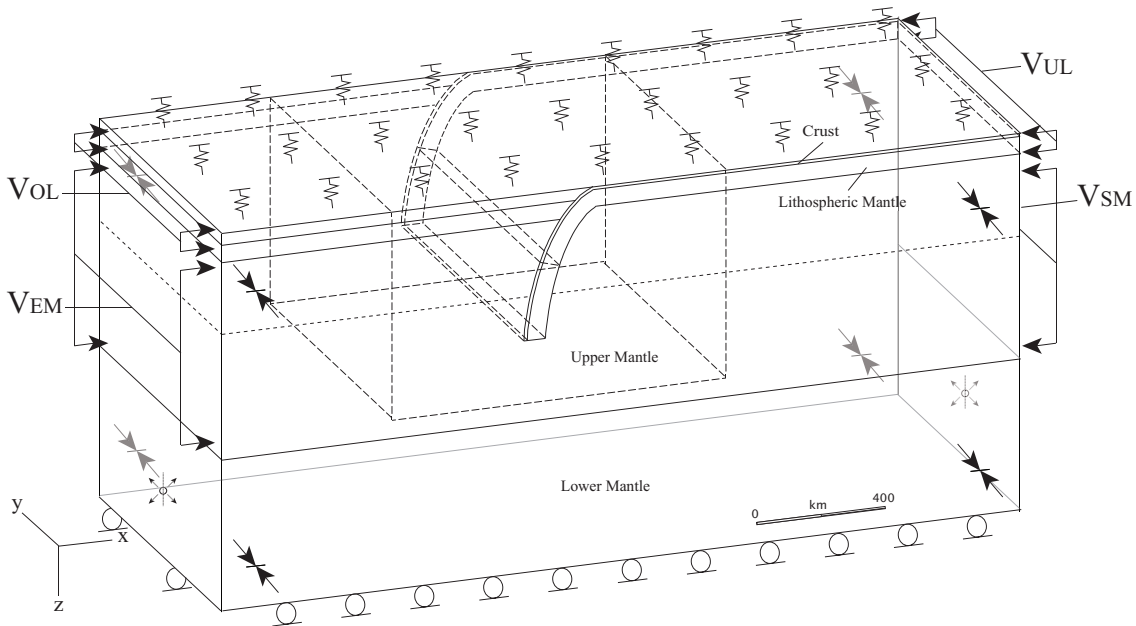 VUL
Crust
VOL
Lithospheric Mantle
VSM
VEM
Upper Mantle
Lower Mantle
0 km 400
y
x
z